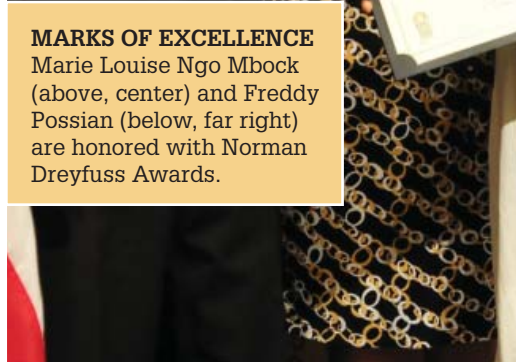 MARKS OF EXCELLENCE
Marie Louise Ngo Mbock
(above, center) and Freddy
Possian (below, far right)
are honored with Norman
Dreyfuss Awards.